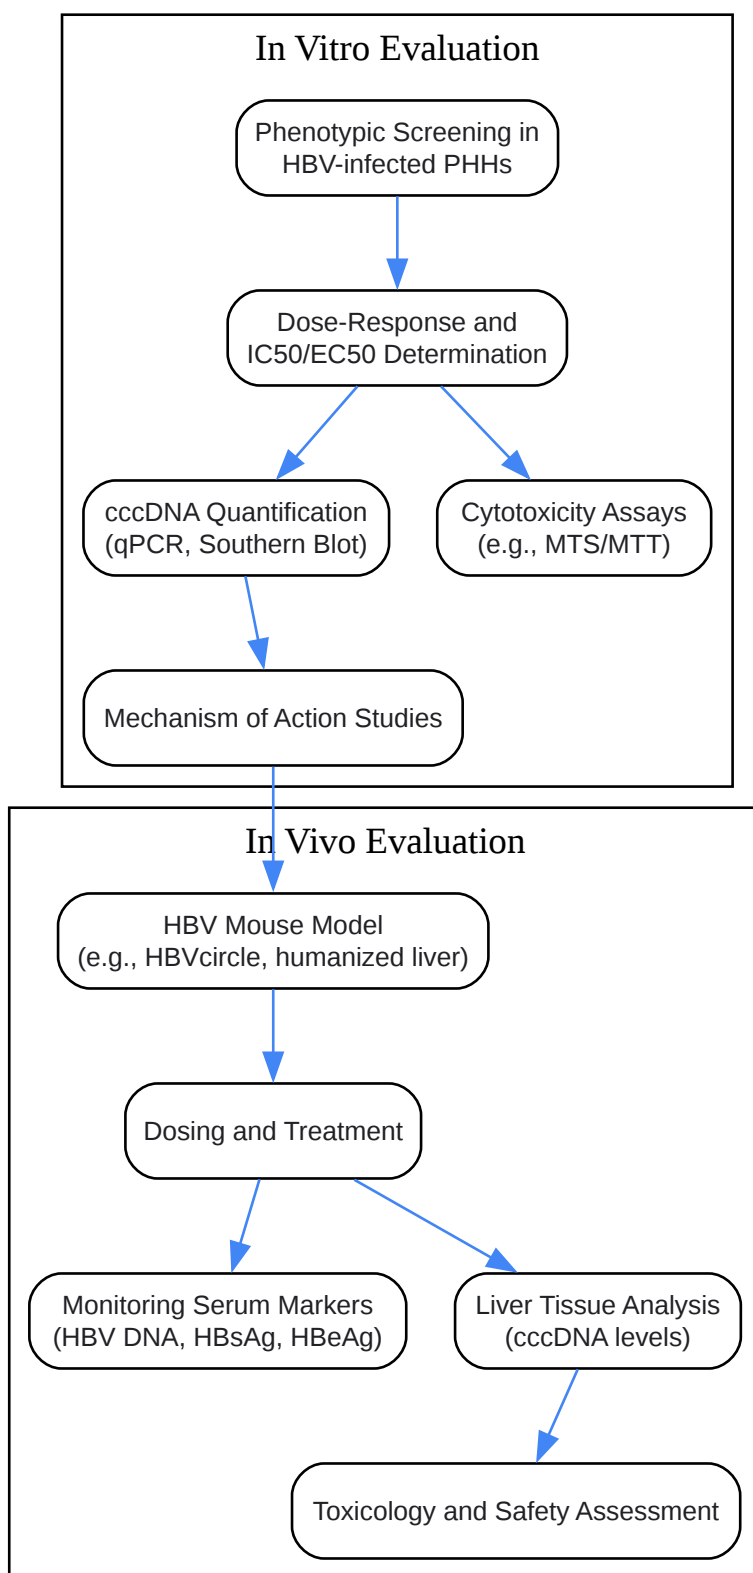 In Vitro Evaluation
Phenotypic Screening in
HBV-infected PHHs
Dose-Response and
IC50/EC50 Determination
cccDNA Quantification
(qPCR, Southern Blot)
Cytotoxicity Assays
(e.g., MTS/MTT)
Mechanism of Action Studies
In Vivo Evaluation
HBV Mouse Model
(e.g., HBVcircle, humanized liver)
Dosing and Treatment
Monitoring Serum Markers
(HBV DNA, HBsAg, HBeAg)
Liver Tissue Analysis
(cccDNA levels)
Toxicology and Safety Assessment